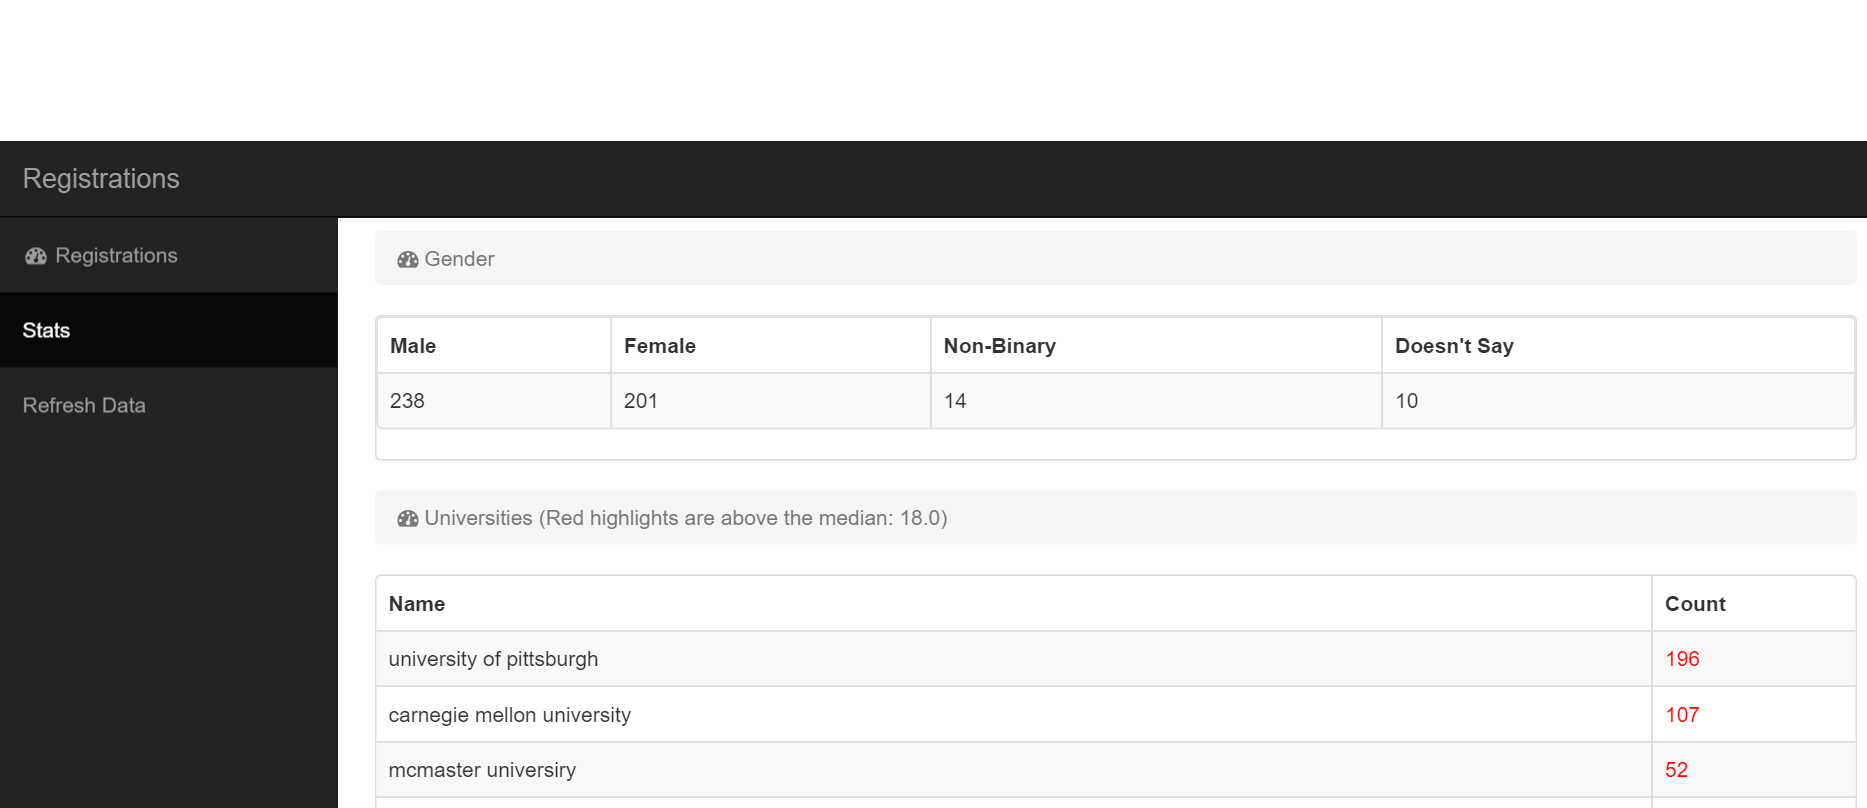 Registrations
Registrations
Stats
Refresh Data
Gender
Male Female Non-Binary Doesn't Say
238 201 14 10
Universities (Red highlights are above the median: 18.0)
Name Count
university of pittsburgh 196
carnegie mellon university 107
mcmaster universiry 52